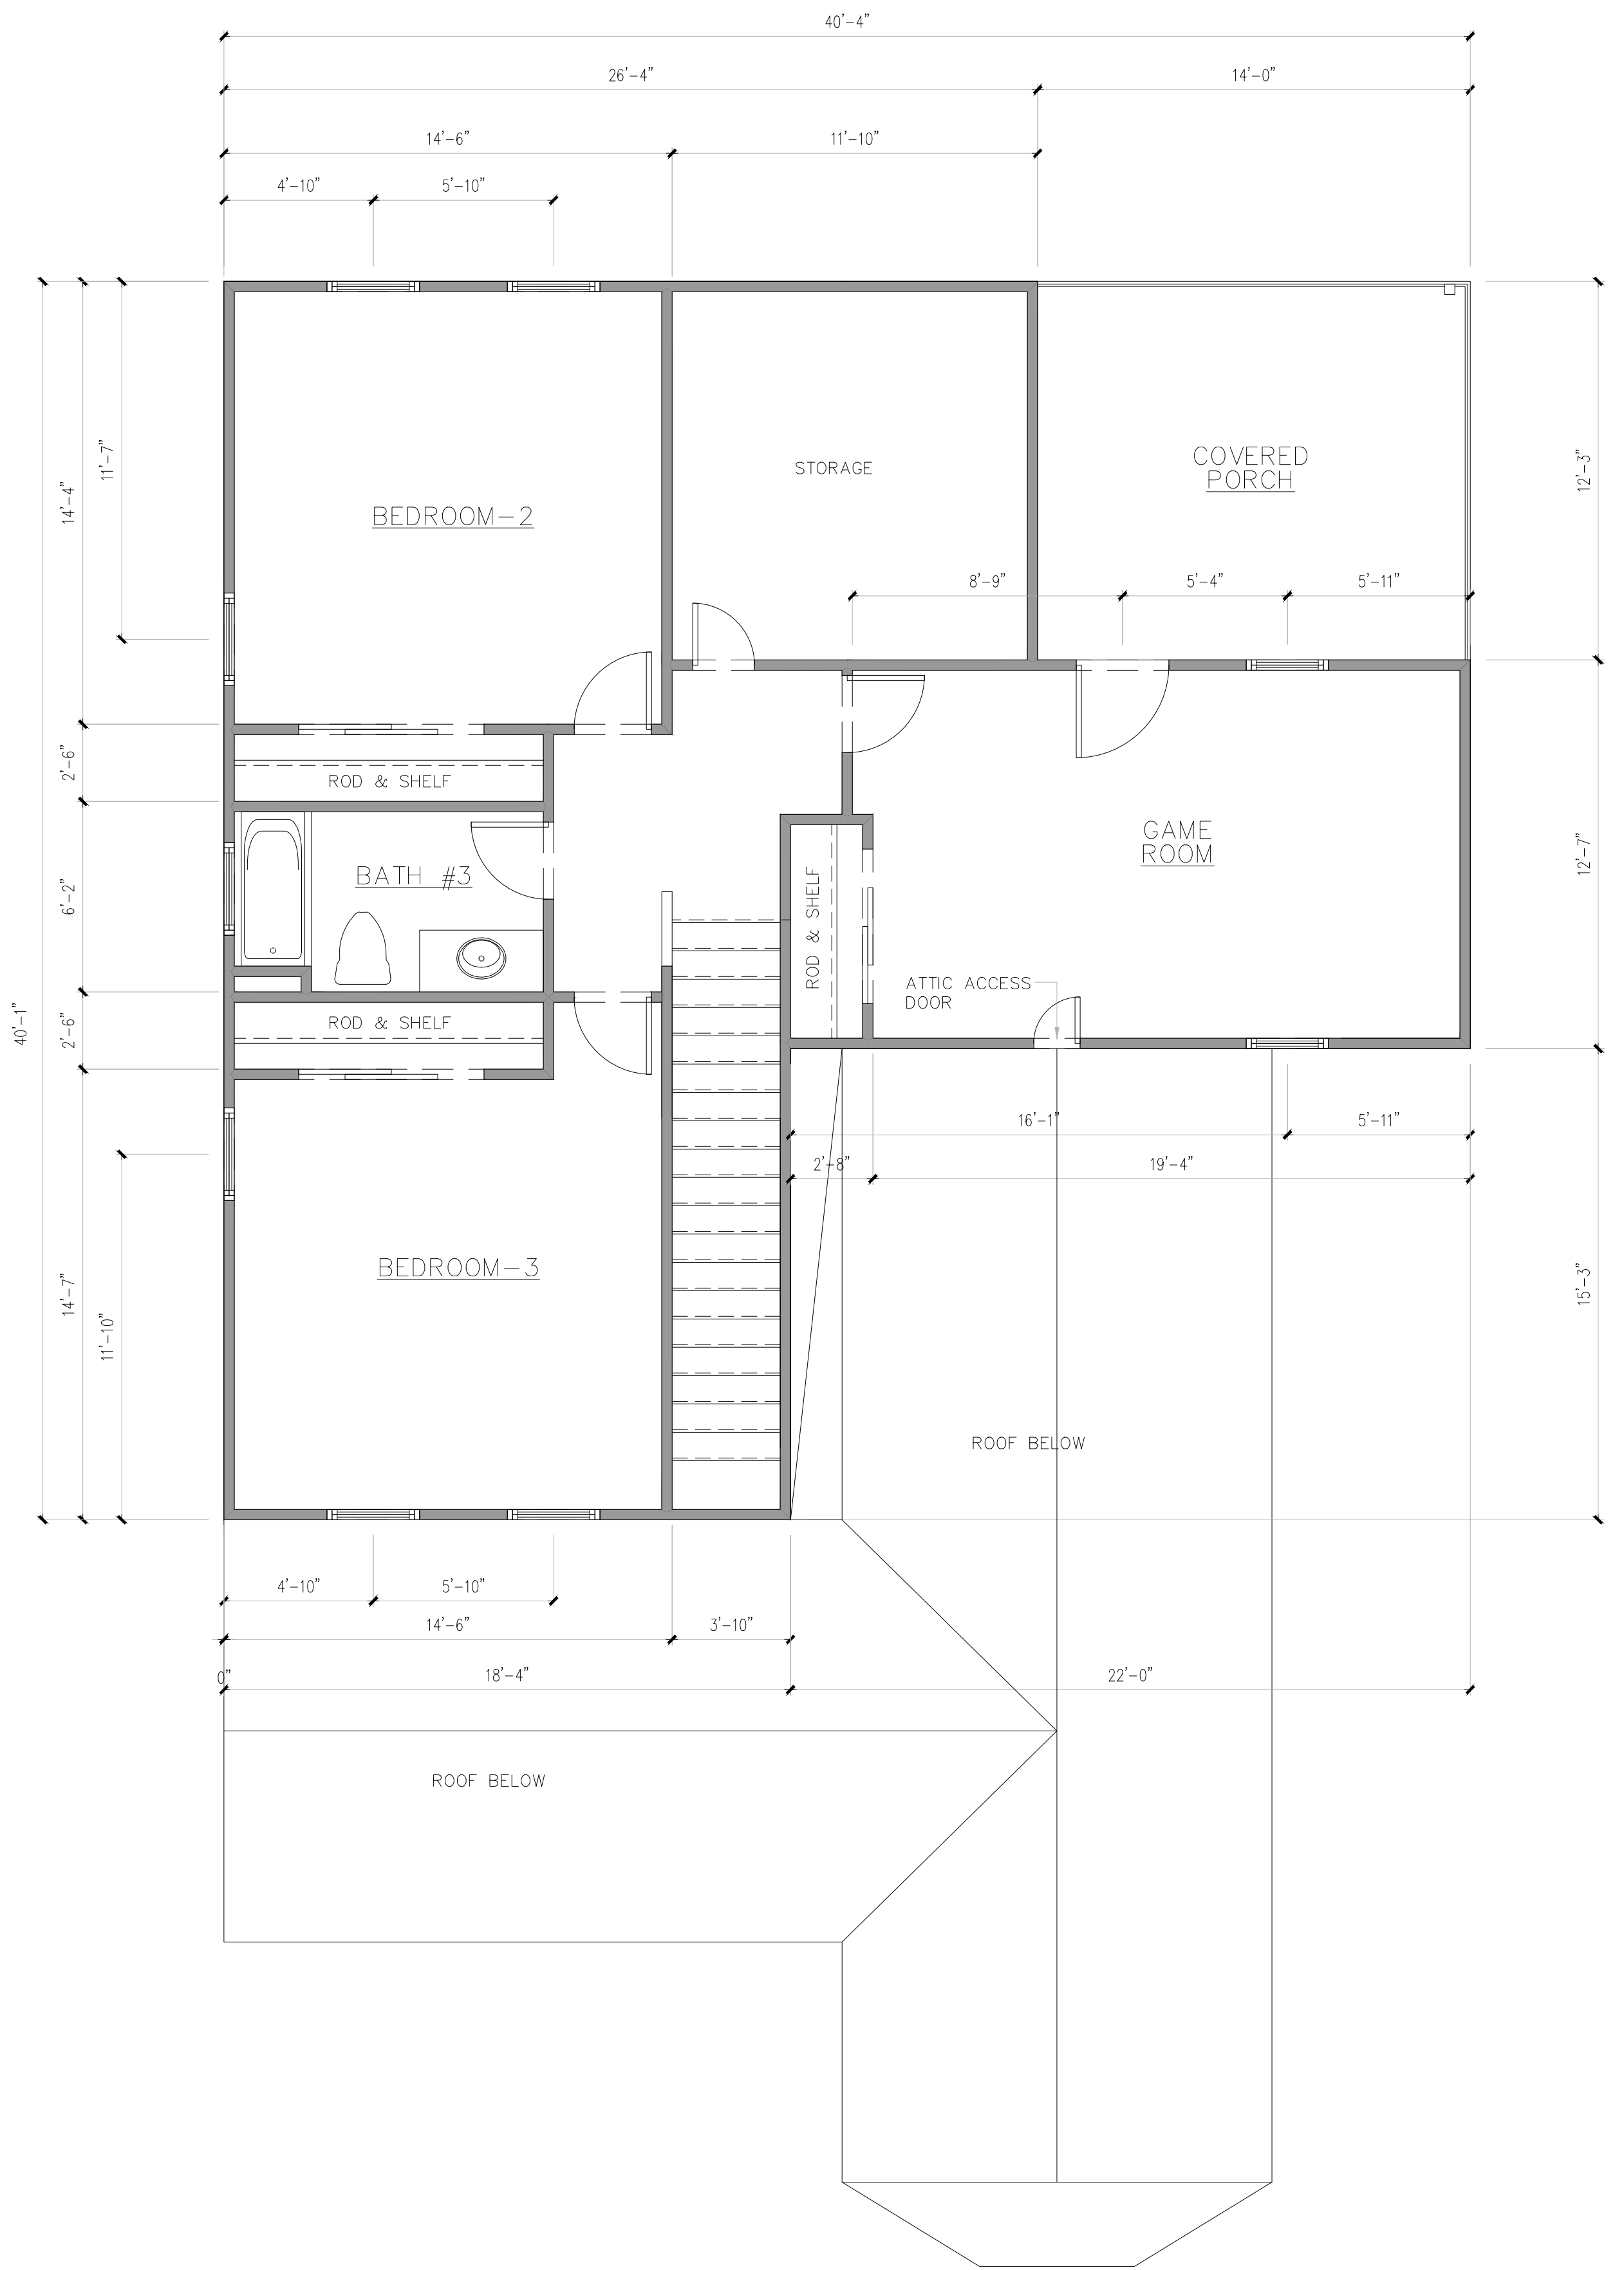 40'-4"
26'-4" 14'-0"
14'-6" 11'-10"
4'-10" 5'-10"
11'-7"
14'-4"
12'-3"
STORAGE
COVERED
PORCH
BEDROOM-2
8'-9" 5'-4" 5'-11"
2'-6"
ROD & SHELF
GAME
ROOM
12'-7"
6'-2"
BATH #3
ROD & SHELF
ATTIC ACCESS
DOOR
40'-1"
2'-6"
ROD & SHELF
16'-1" 5'-11"
2'-8" 19'-4"
BEDROOM-3
14'-7"
11'-10"
15'-3"
ROOF BELOW
4'-10" 5'-10"
14'-6" 3'-10"
0" 18'-4" 22'-0"
ROOF BELOW